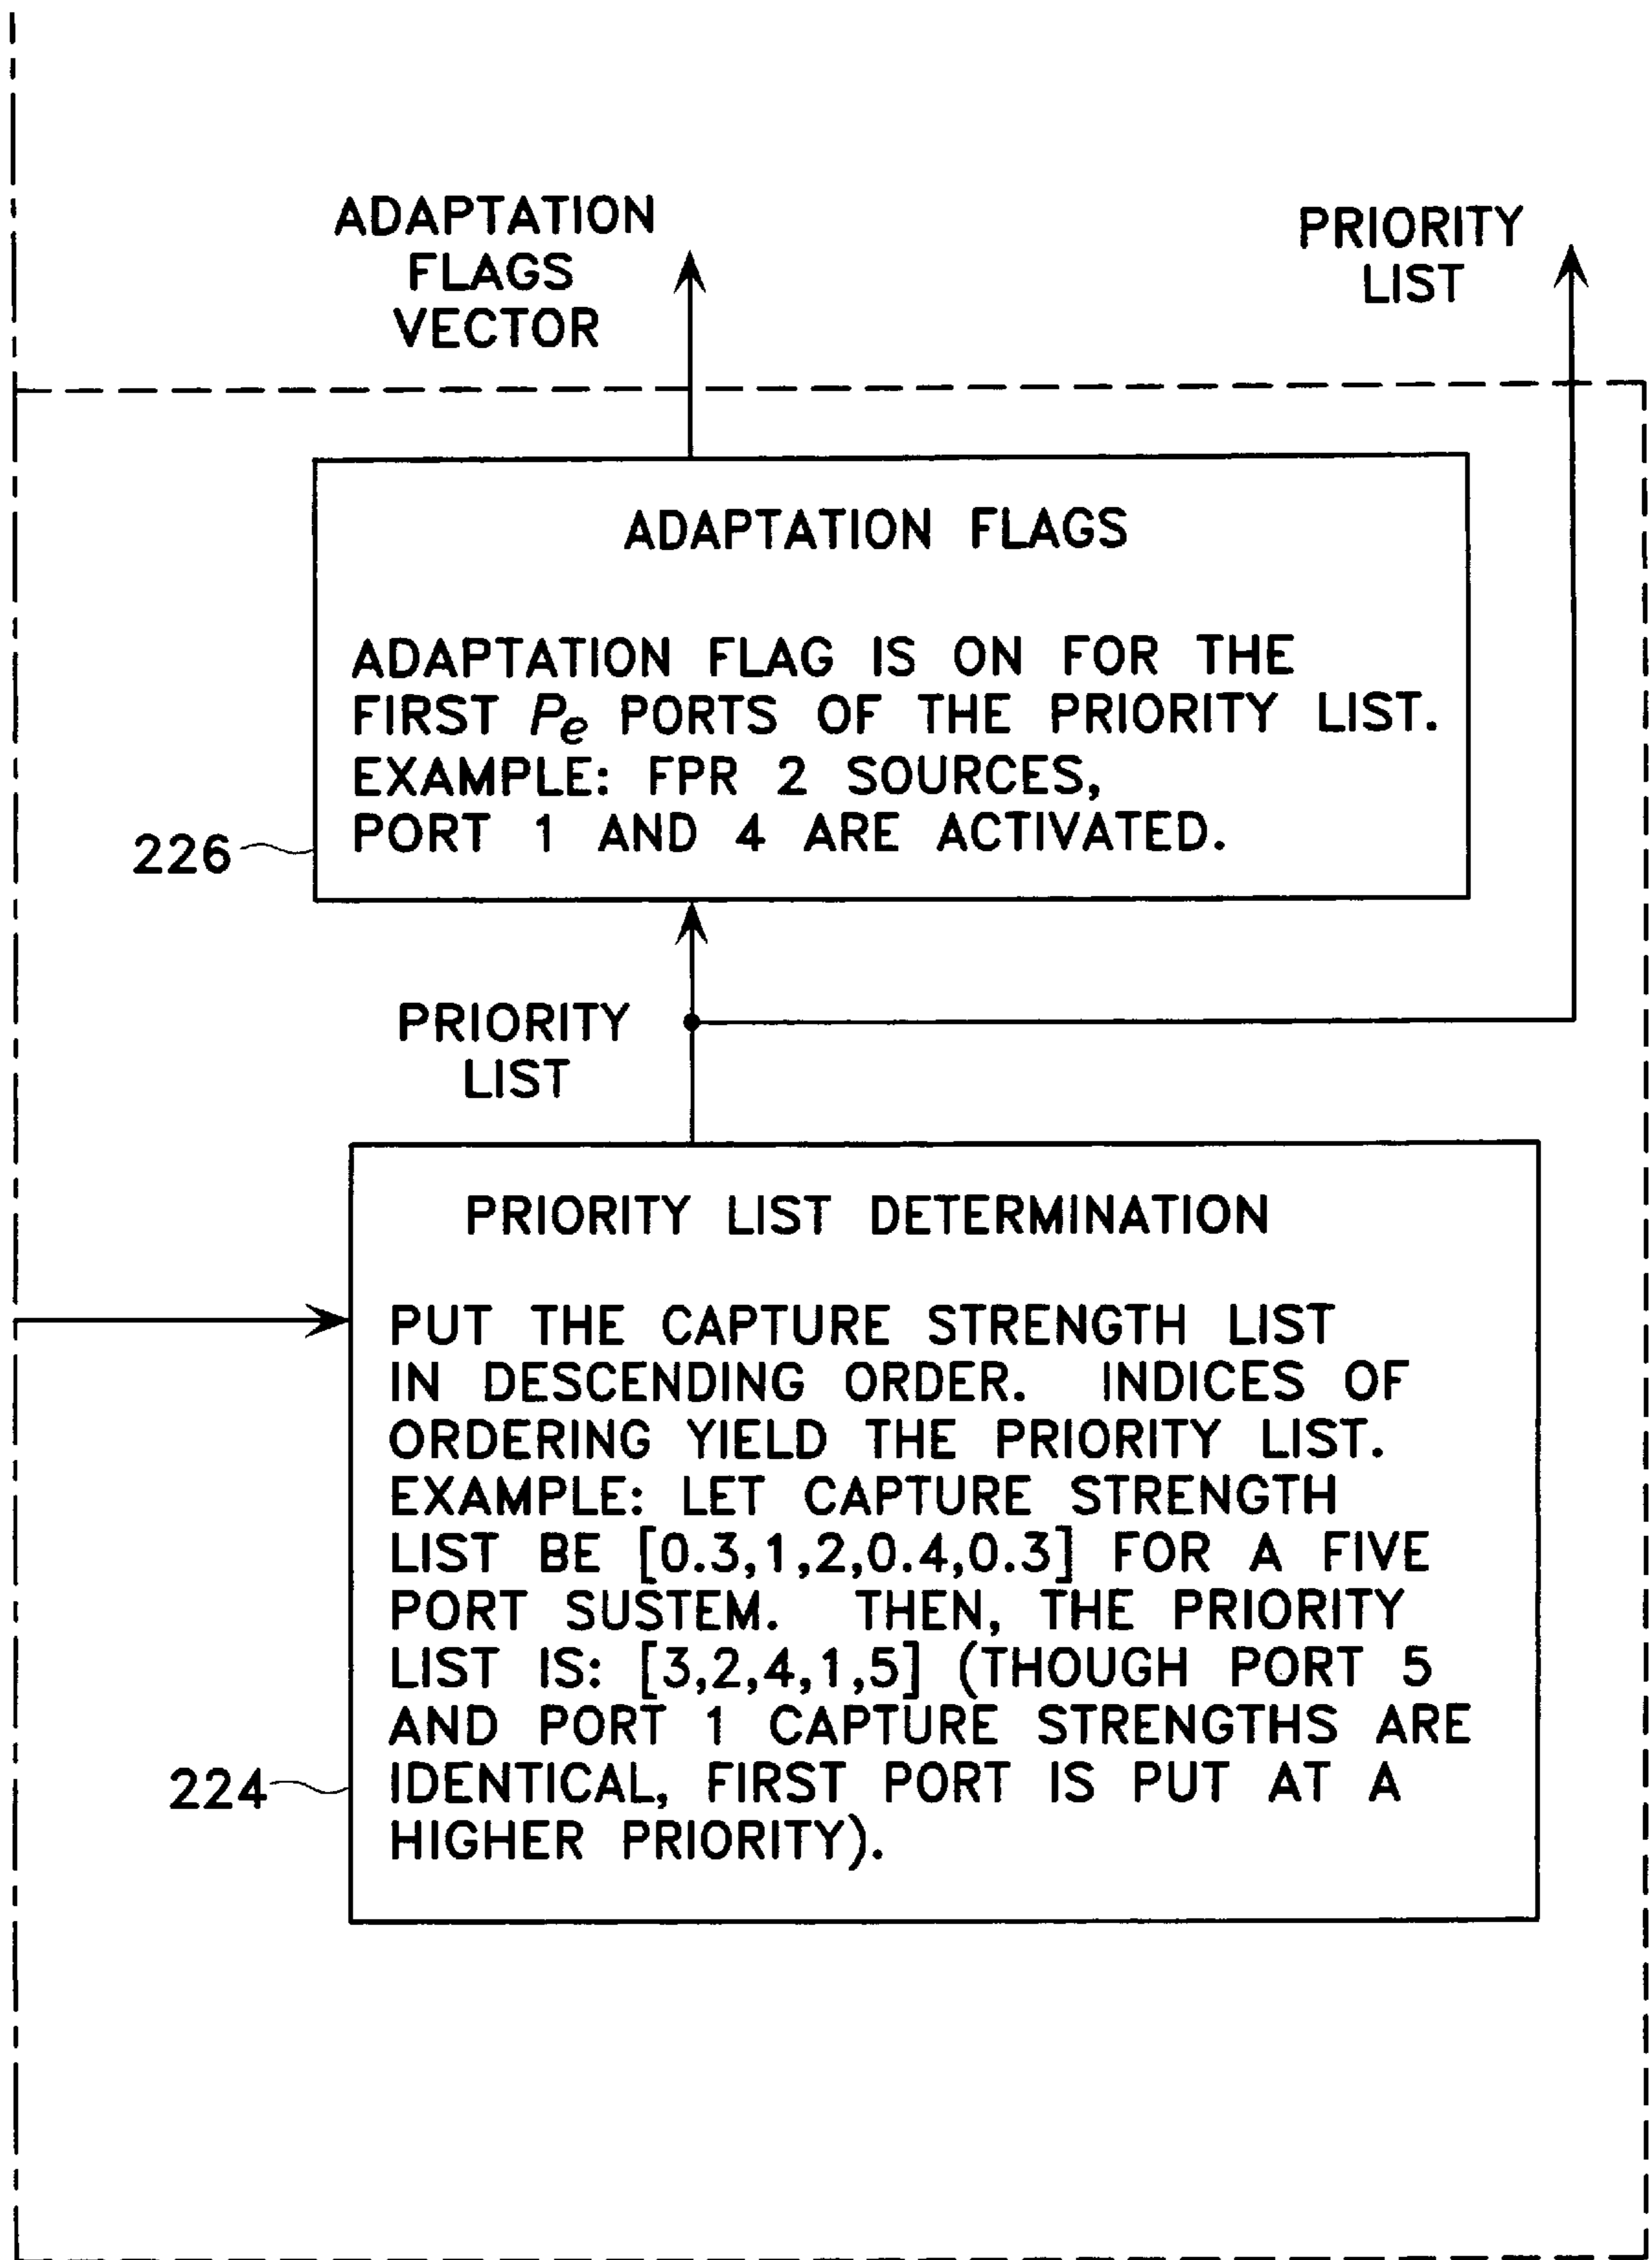 ADAPTATION
FLAGS
VECTOR
PRIORITY
LIST
ADAPTATION FLAGS
ADAPTATION FLAG IS ON FOR THE
FIRST Pe PORTS OF THE PRIORITY LIST.
EXAMPLE: FPR 2 SOURCES,
PORT 1 AND 4 ARE ACTIVATED.
226
PRIORITY
LIST
PRIORITY LIST DETERMINATION
PUT THE CAPTURE STRENGTH LIST
IN DESCENDING ORDER. INDICES OF
ORDERING YIELD THE PRIORITY LIST.
EXAMPLE: LET CAPTURE STRENGTH
LIST BE [0.3,1,2,0.4,0.3] FOR A FIVE
PORT SUSTEM. THEN, THE PRIORITY
LIST IS: [3,2,4,1,5] (THOUGH PORT 5
AND PORT 1 CAPTURE STRENGTHS ARE
IDENTICAL, FIRST PORT IS PUT AT A
HIGHER PRIORITY).
224